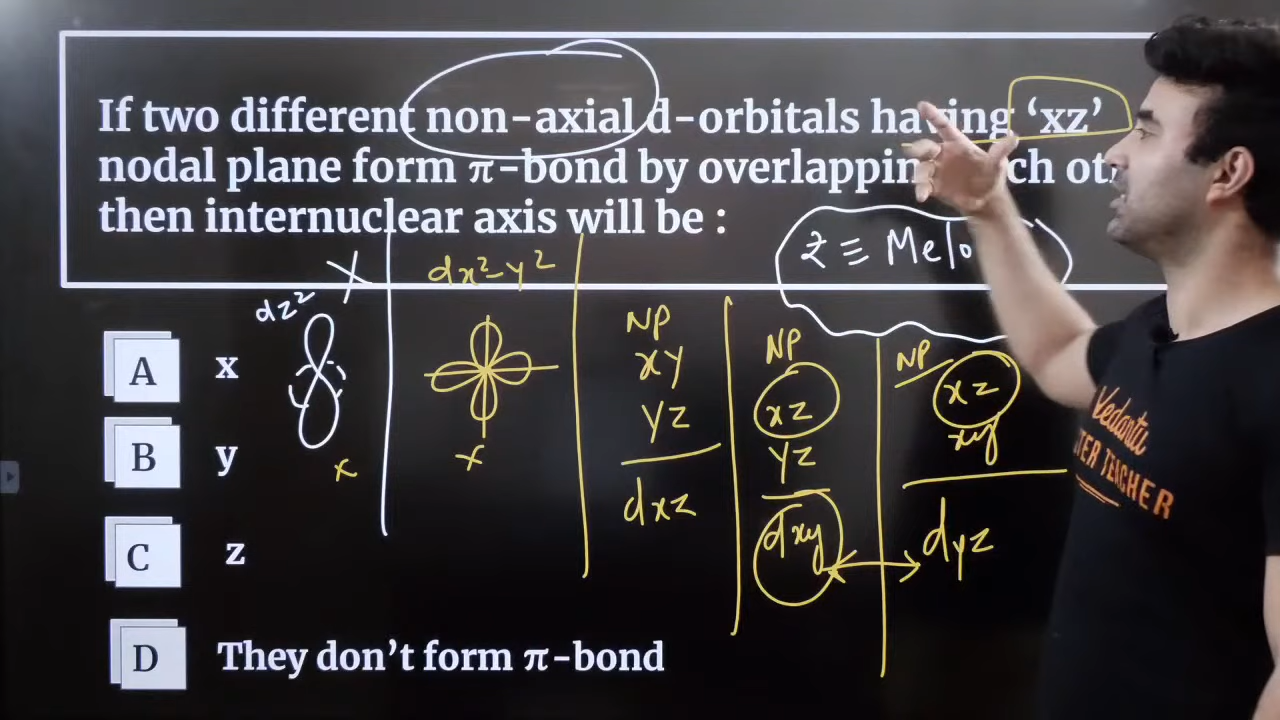 If two different non-axial d-orbitals having ‘xz’
nodal plane form π-bond by overlapping
then internuclear axis will be :
z ≡ Melo
dz²
dx²-y²
NP
xy
yz
dxz
NP
xz
yz
dxy
NP
xz
xy
dyz
A x
B y
C z
D They don’t form π-bond
Vedantu
TEACHER